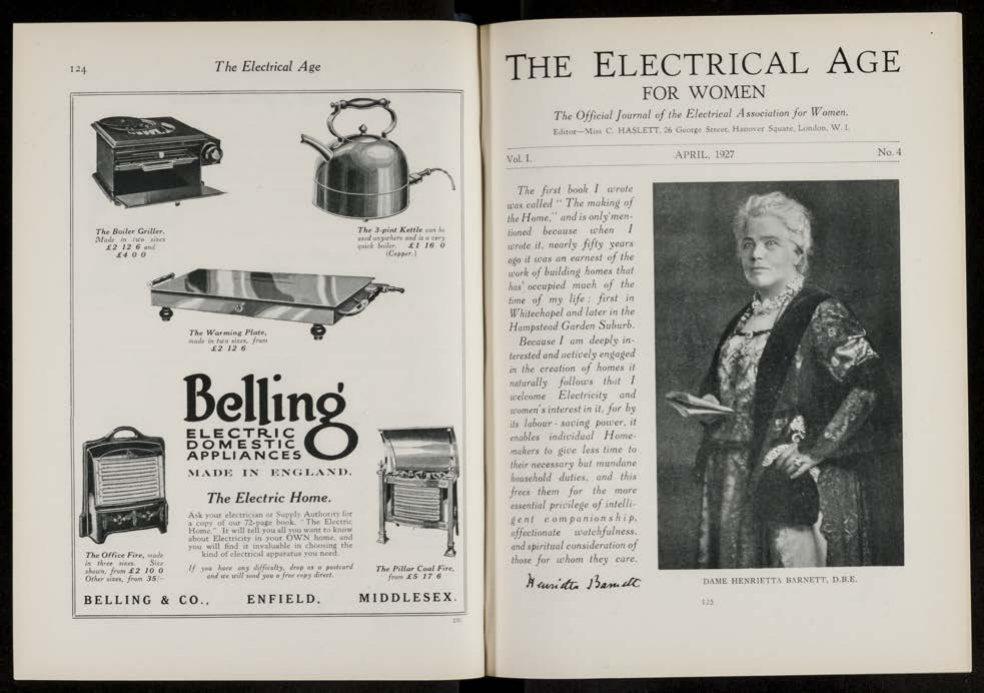 124
The Electrical Age
The Boiler Griller.
Made in two sizes
£2 12 6 and
£4 0 0
The 3-pint Kettle can be
used anywhere and is a very
quick boiler. £1 16 0
(Copper.)
The Warming Plate,
made in two sizes, from
£2 12 6
Belling
ELECTRIC
DOMESTIC
APPLIANCES
MADE IN ENGLAND.
The Electric Home.
Ask your electrician or Supply Authority for
a copy of our 72-page book, "The Electric
Home." It will tell you all you want to know
about Electricity in your OWN home, and
you will find it invaluable in choosing the
kind of electrical apparatus you need.
If you have any difficulty, drop us a postcard
and we will send you a free copy direct.
The Office Fire, made
in three sizes. Size
shown, from £2 10 0
Other sizes, from 35/-
The Pillar Coal Fire,
from £5 17 6
BELLING & CO., ENFIELD, MIDDLESEX.
THE ELECTRICAL AGE
FOR WOMEN
The Official Journal of the Electrical Association for Women.
Editor—Miss C. HASLETT, 26 George Street, Hanover Square, London, W. 1.
Vol. I. APRIL, 1927 No. 4
The first book I wrote
was called "The making of
the Home," and is only men-
tioned because when I
wrote it, nearly fifty years
ago it was an earnest of the
work of building homes that
has occupied much of the
time of my life; first in
Whitechapel and later in the
Hampstead Garden Suburb.
Because I am deeply in-
terested and actively engaged
in the creation of homes it
naturally follows that I
welcome Electricity and
women's interest in it, for by
its labour-saving power, it
enables individual Home-
makers to give less time to
their necessary but mundane
household duties, and this
frees them for the more
essential privilege of intelli-
gent companionship,
affectionate watchfulness,
and spiritual consideration of
those for whom they care.
Henrietta Barnett
DAME HENRIETTA BARNETT, D.B.E.
125